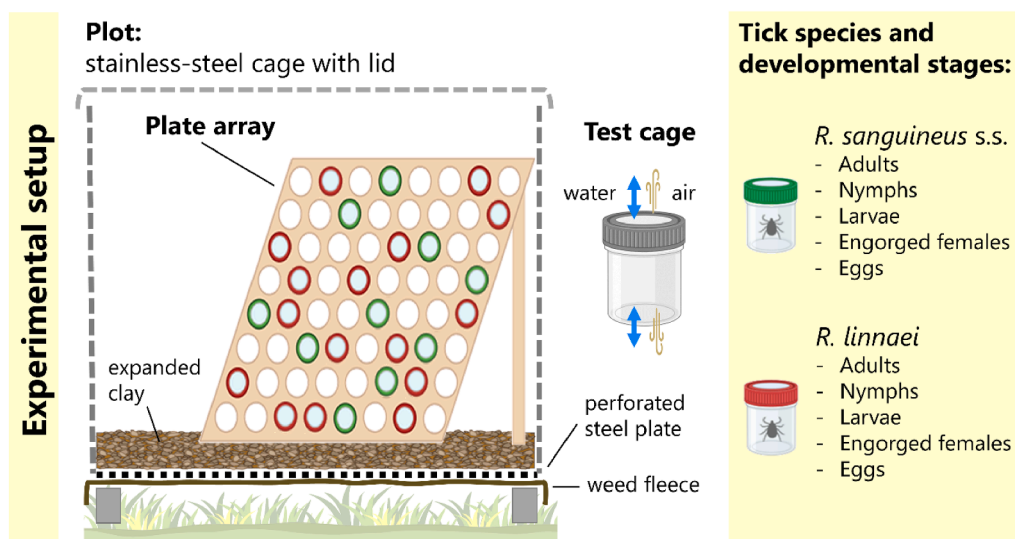 Experimental setup
Plot:
stainless-steel cage with lid
Plate array
expanded
clay
Test cage
water
air
perforated
steel plate
weed fleece
Tick species and
developmental stages:
R. sanguineus s.s.
- Adults
- Nymphs
- Larvae
- Engorged females
- Eggs
R. linnaei
- Adults
- Nymphs
- Larvae
- Engorged females
- Eggs